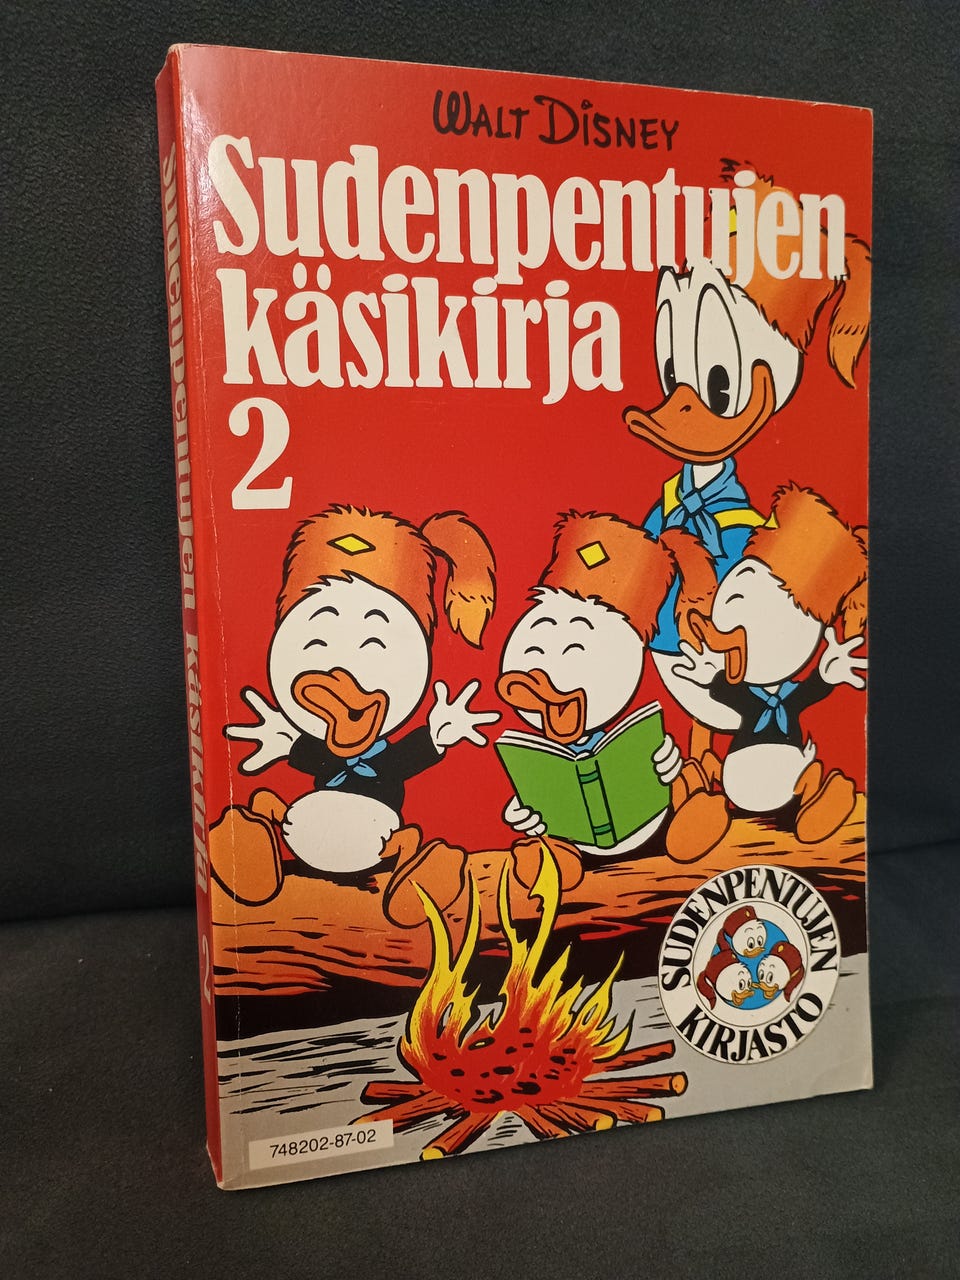 WALT DISNEY
Sudenpentujen
käsikirja
2
SUDENPENTUJEN
KIRJASTO
748202-87-02
Sudenpentujen käsikirja 2